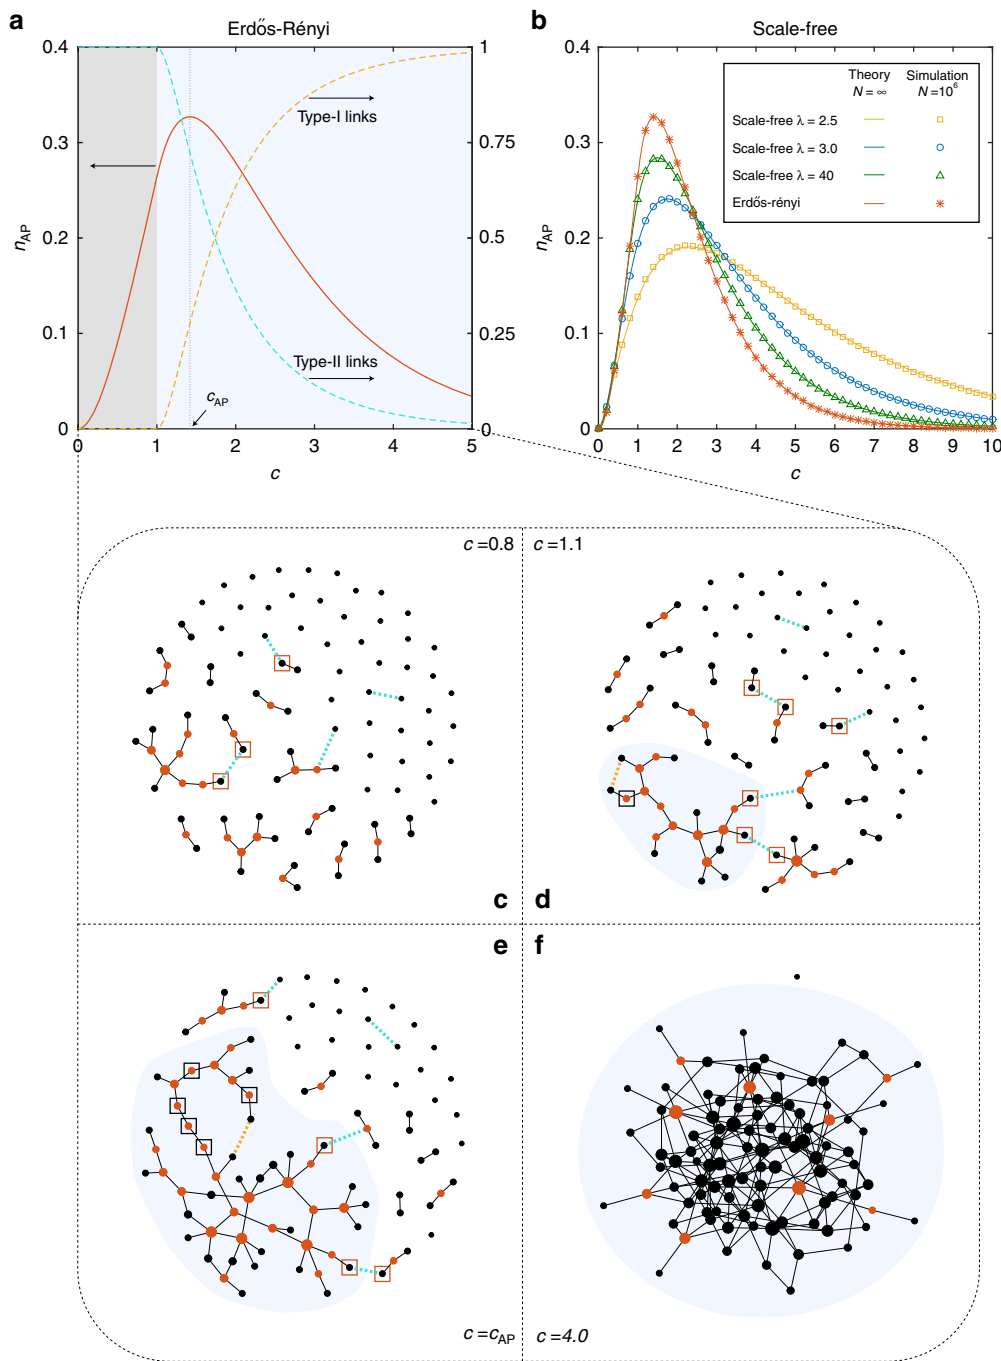 a
Erdős-Rényi
0.4
0.3
0.2
0.1
0
n_AP
1
0.75
0.5
0.25
0
Type-I links
Type-II links
c_AP
0 1 2 3 4 5
c
b
Scale-free
0.4
0.3
0.2
0.1
0
n_AP
Theory Simulation
N = ∞ N = 10⁶
Scale-free λ = 2.5
Scale-free λ = 3.0
Scale-free λ = 40
Erdős-rényi
0 1 2 3 4 5 6 7 8 9 10
c
c =0.8
c
c =1.1
d
e
c = c_AP
f
c = 4.0